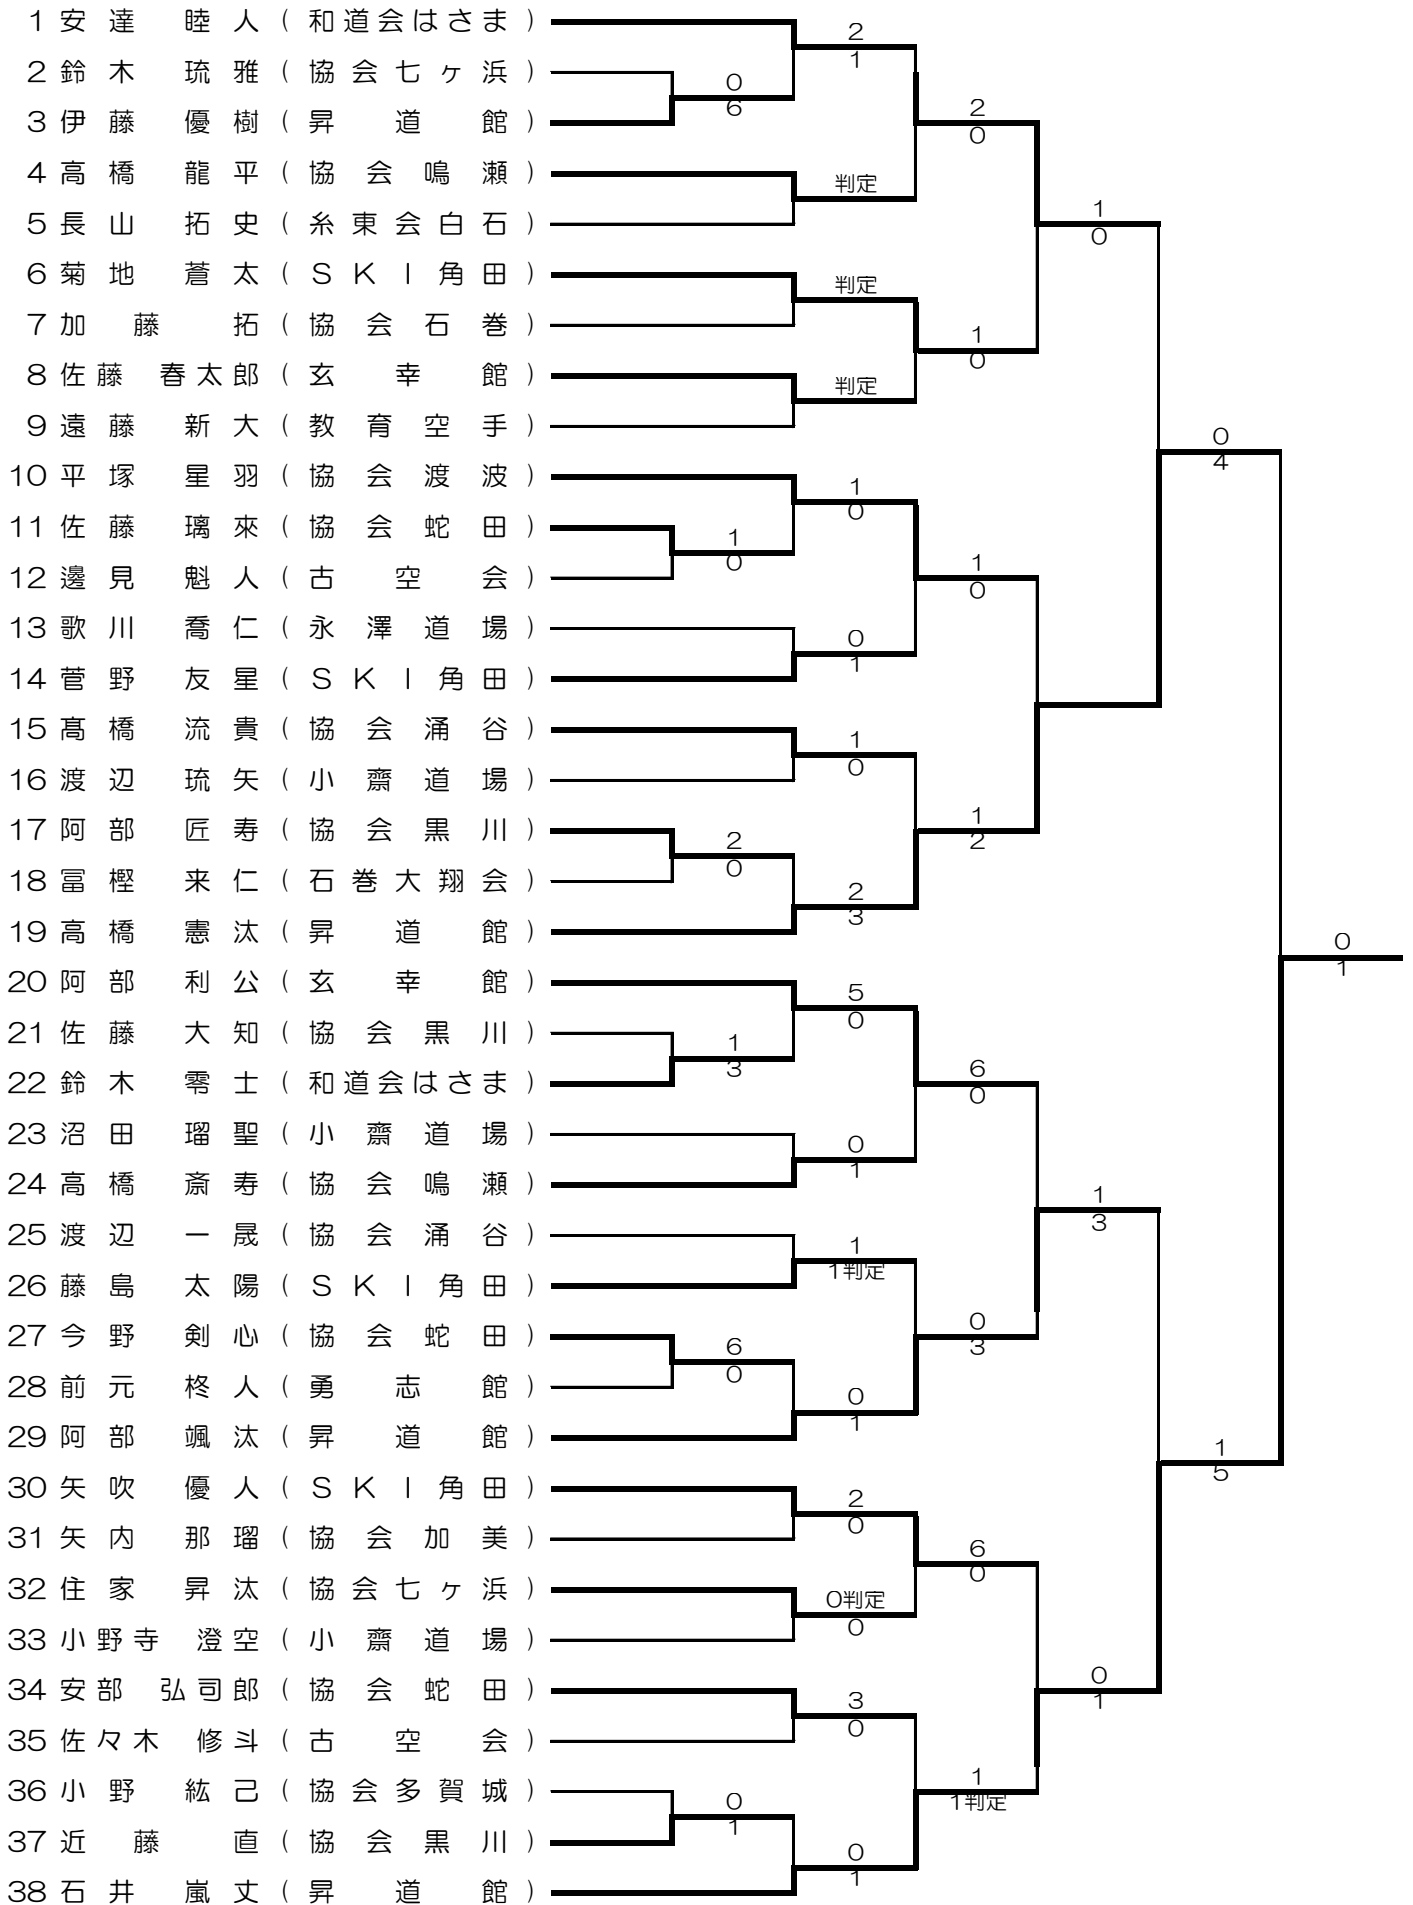 1 安達 睦人 (和道会はさま)
2 鈴木 琉雅 (協会七ヶ浜)
3 伊藤 優樹 (昇道館)
4 高橋 龍平 (協会鳴瀬)
5 長山 拓史 (糸東会白石)
6 菊地 蒼太 (SKI角田)
7 加藤 拓 (協会石巻)
8 佐藤 春太郎 (玄幸館)
9 遠藤 新大 (教育空手)
10 平塚 星羽 (協会渡波)
11 佐藤 璃來 (協会蛇田)
12 邊見 魁人 (古空会)
13 歌川 喬仁 (永澤道場)
14 菅野 友星 (SKI角田)
15 髙橋 流貴 (協会涌谷)
16 渡辺 琉矢 (小齋道場)
17 阿部 匠寿 (協会黒川)
18 冨樫 来仁 (石巻大翔会)
19 高橋 憲汰 (昇道館)
20 阿部 利公 (玄幸館)
21 佐藤 大知 (協会黒川)
22 鈴木 零士 (和道会はさま)
23 沼田 瑠聖 (小齋道場)
24 高橋 斎寿 (協会鳴瀬)
25 渡辺 一晟 (協会涌谷)
26 藤島 太陽 (SKI角田)
27 今野 剣心 (協会蛇田)
28 前元 柊人 (勇志館)
29 阿部 颯汰 (昇道館)
30 矢吹 優人 (SKI角田)
31 矢内 那瑠 (協会加美)
32 住家 昇汰 (協会七ヶ浜)
33 小野寺 澄空 (小齋道場)
34 安部 弘司郎 (協会蛇田)
35 佐々木 修斗 (古空会)
36 小野 紘己 (協会多賀城)
37 近藤 直 (協会黒川)
38 石井 嵐丈 (昇道館)
0
6
1
0
2
0
1
3
6
0
0
1
2
1
判定
判定
判定
1
0
0
1
1
0
2
3
5
0
0
1
1
1判定
0
1
2
0
0判定
0
3
0
0
1
2
0
1
0
1
0
1
2
6
0
0
3
6
0
1
1判定
1
0
1
3
0
1
0
4
1
5
0
1